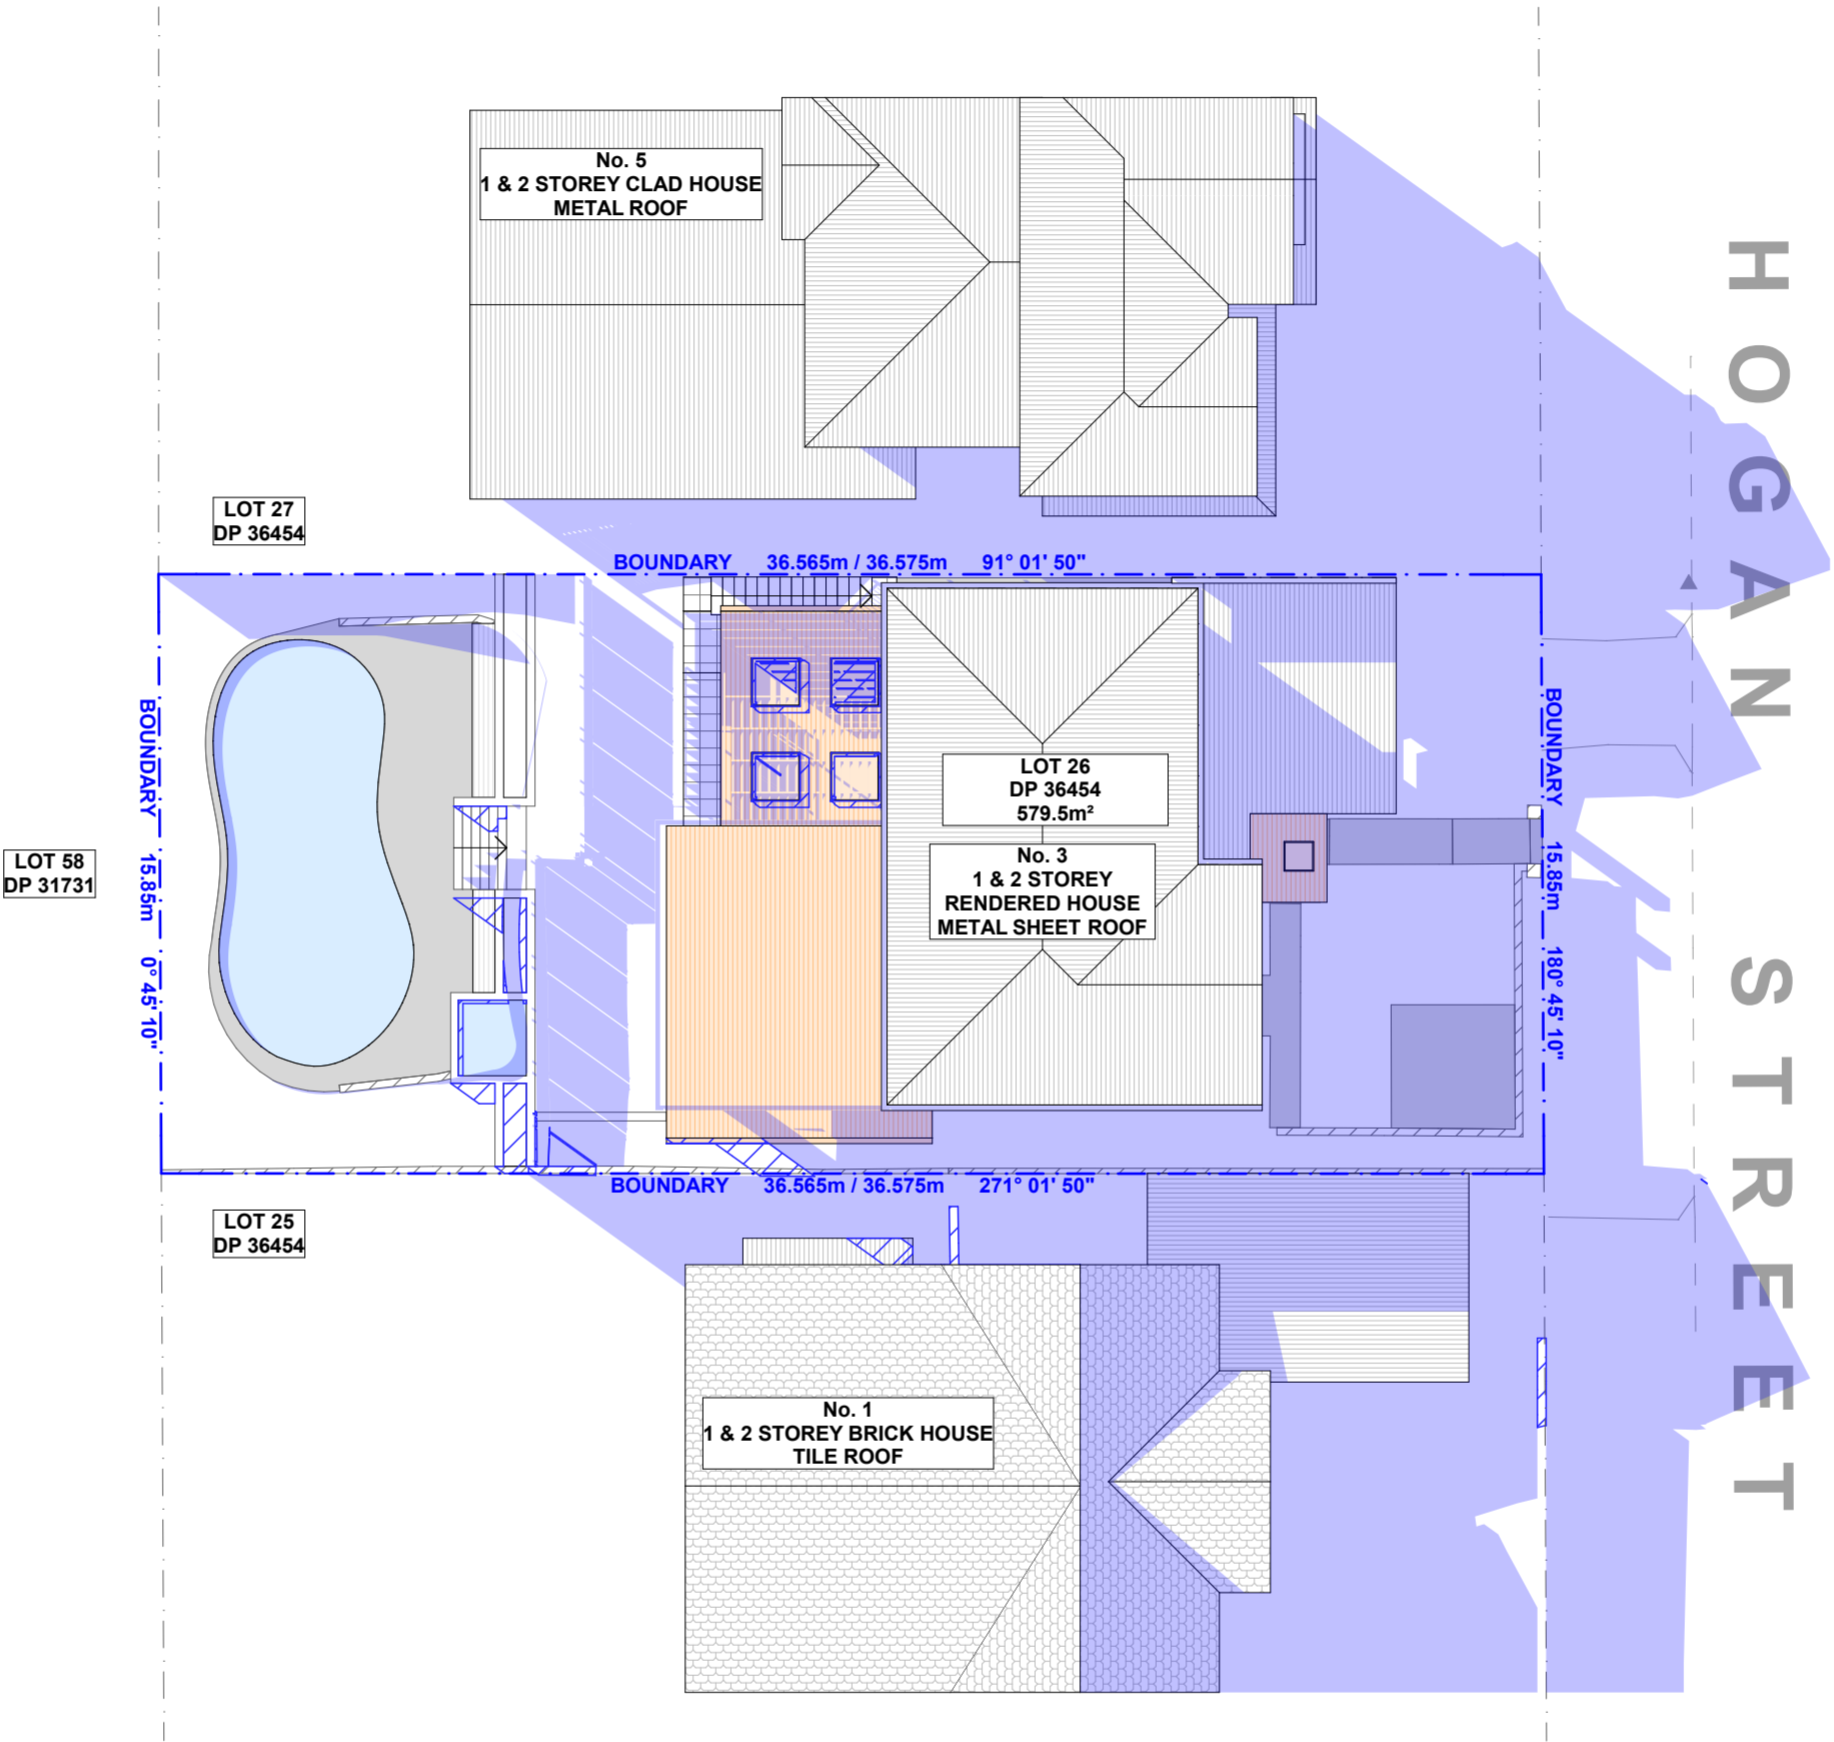 No. 5
1 & 2 STOREY CLAD HOUSE
METAL ROOF
HOGAN STREET
LOT 27
DP 36454
BOUNDARY 36.565m / 36.575m 91° 01' 50"
BOUNDARY 15.85m 0° 45' 10"
BOUNDARY 15.85m 180° 45' 10"
LOT 26
DP 36454
579.5m²
No. 3
1 & 2 STOREY
RENDERED HOUSE
METAL SHEET ROOF
LOT 58
DP 31731
BOUNDARY 36.565m / 36.575m 271° 01' 50"
LOT 25
DP 36454
No. 1
1 & 2 STOREY BRICK HOUSE
TILE ROOF